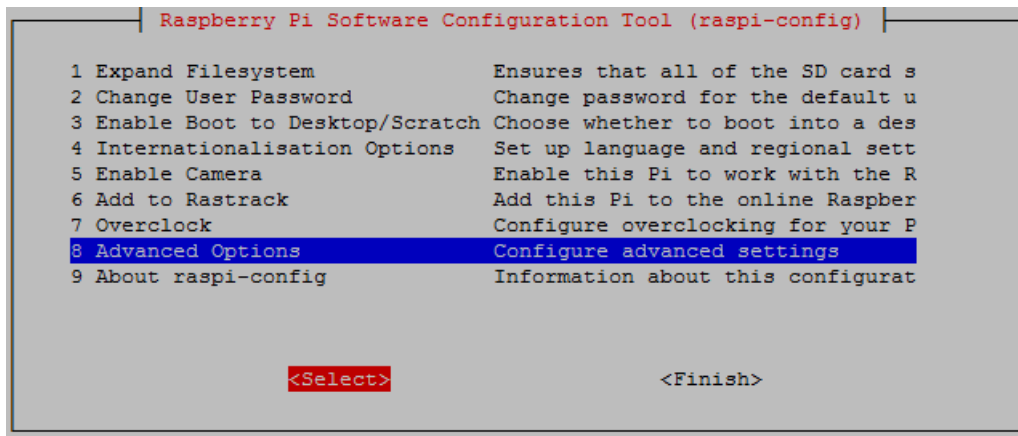 Raspberry Pi Software Configuration Tool (raspi-config)
1 Expand Filesystem Ensures that all of the SD card s
2 Change User Password Change password for the default u
3 Enable Boot to Desktop/Scratch Choose whether to boot into a des
4 Internationalisation Options Set up language and regional sett
5 Enable Camera Enable this Pi to work with the R
6 Add to Rastrack Add this Pi to the online Raspber
7 Overclock Configure overclocking for your P
8 Advanced Options Configure advanced settings
9 About raspi-config Information about this configurat
<Select> <Finish>